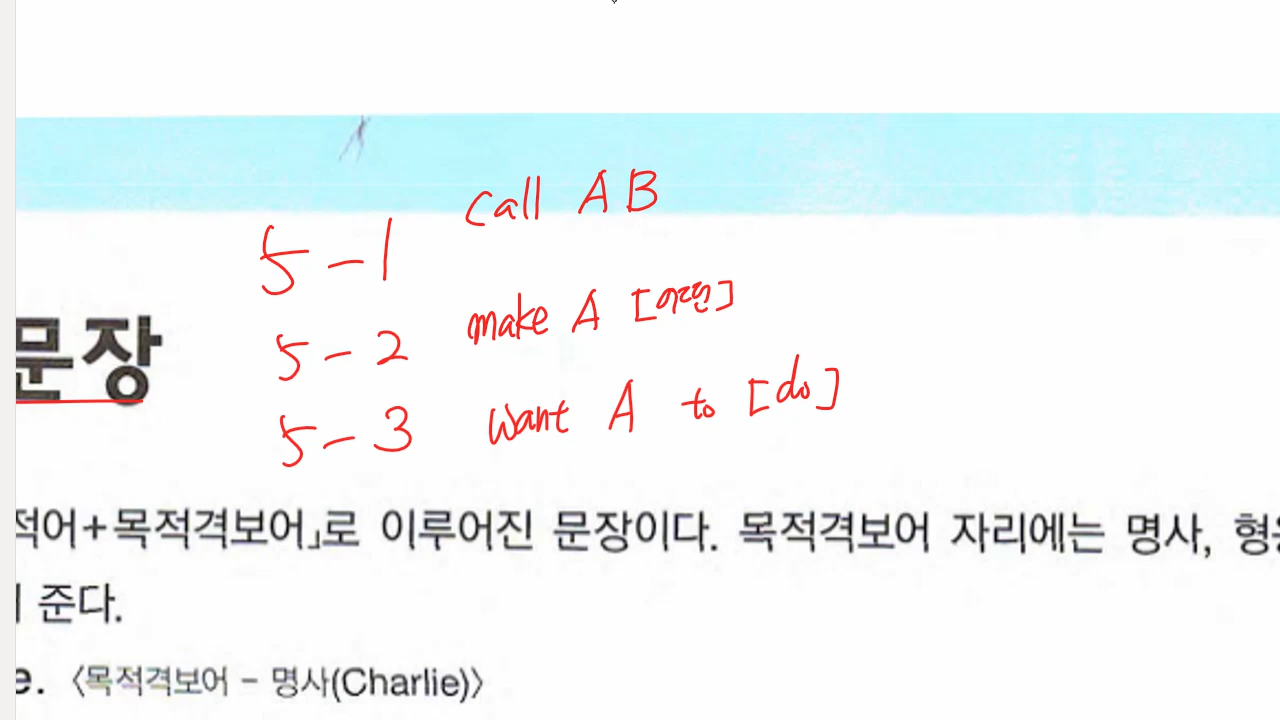 call A B
5-1
make A [어떤]
문장
5-2
want A to [do]
5-3
적어+목적격보어」로 이루어진 문장이다. 목적격보어 자리에는 명사,
준다.
e. 〈목적격보어 - 명사(Charlie)〉